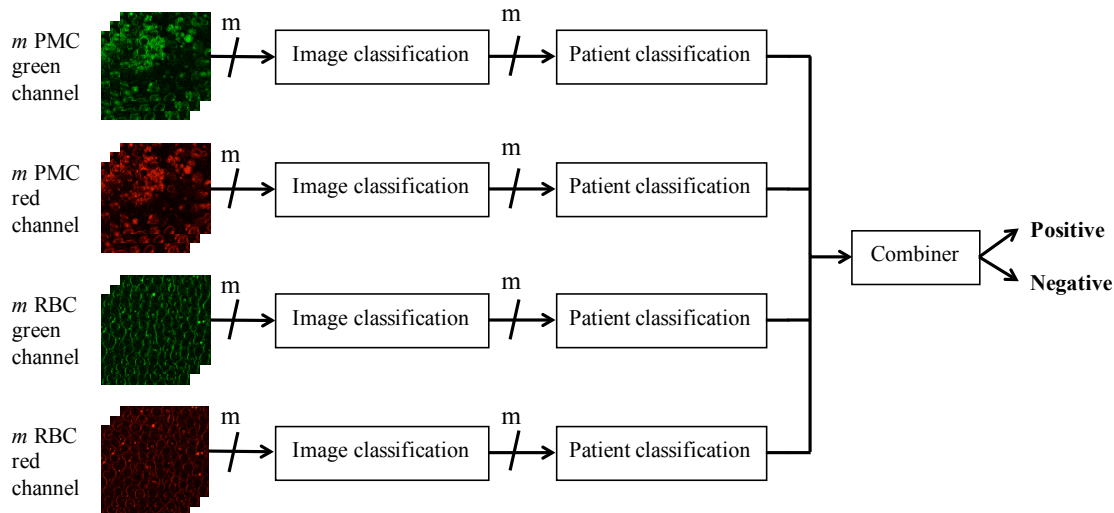 m PMC
green
channel
m
Image classification
m
Patient classification
m PMC
red
channel
m
Image classification
m
Patient classification
m RBC
green
channel
m
Image classification
m
Patient classification
m RBC
red
channel
m
Image classification
m
Patient classification
Combiner
Positive
Negative